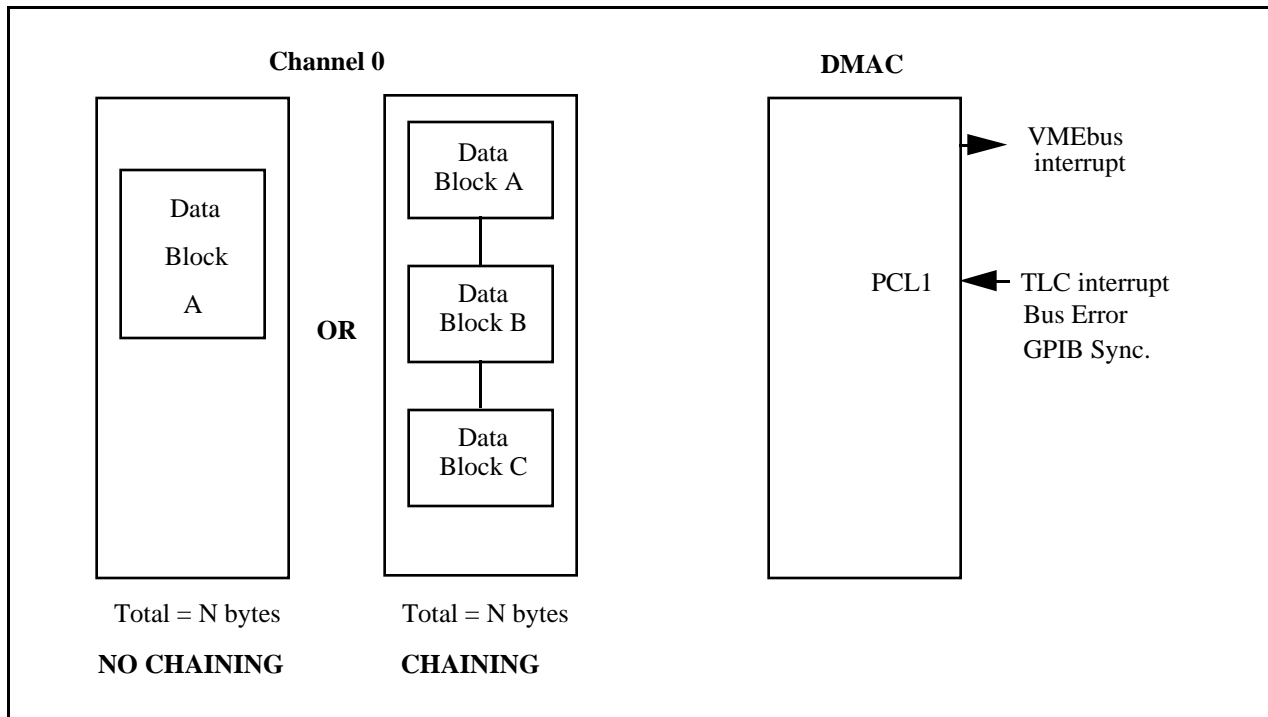 Channel 0
DMAC
Data
Block
A
OR
Data
Block A
Data
Block B
Data
Block C
VMEbus
interrupt
PCL1
TLC interrupt
Bus Error
GPIB Sync.
Total = N bytes
Total = N bytes
NO CHAINING
CHAINING